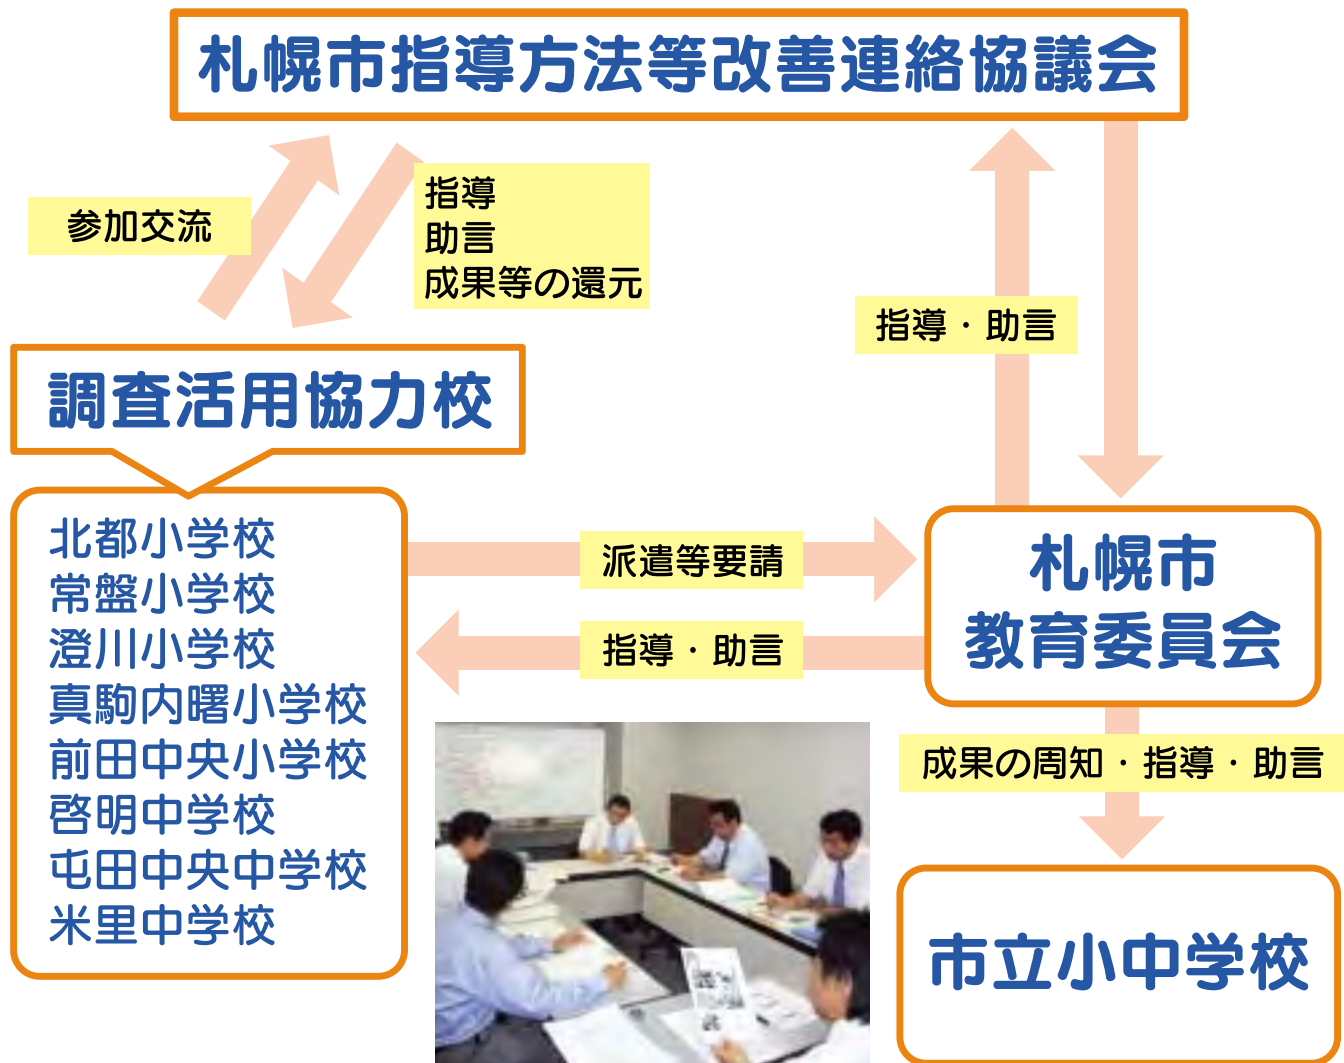 札幌市指導方法等改善連絡協議会
参加交流
指導
助言
成果等の還元
指導・助言
調査活用協力校
北都小学校
常盤小学校
澄川小学校
真駒内曙小学校
前田中央小学校
啓明中学校
屯田中央中学校
米里中学校
派遣等要請
指導・助言
札幌市
教育委員会
成果の周知・指導・助言
市立小中学校